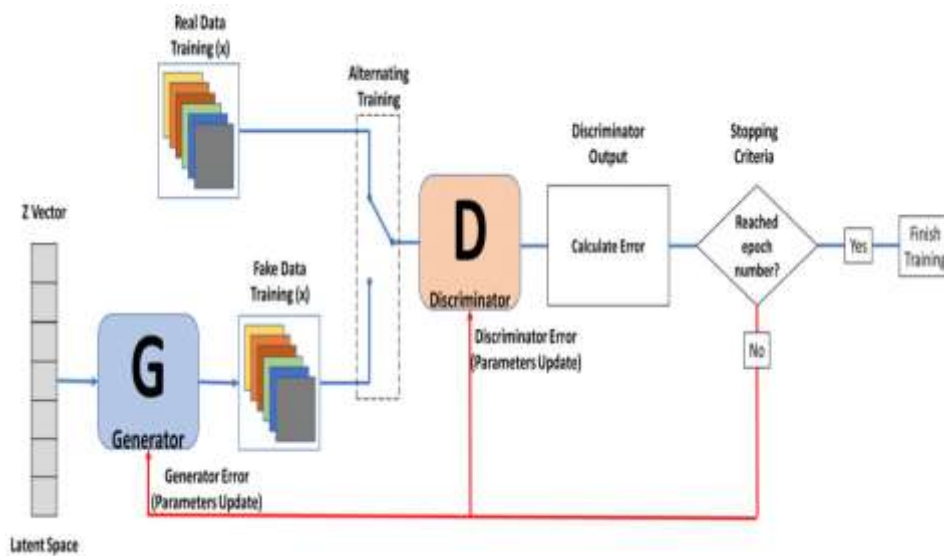 Real Data
Training (x)
Alternating
Training
Discriminator
Output
Stopping
Criteria
Z Vector
D
Discriminator
Calculate Error
Reached
epoch
number?
Yes
Finish
Training
Fake Data
Training (x)
G
Generator
Discriminator Error
(Parameters Update)
No
Generator Error
(Parameters Update)
Latent Space